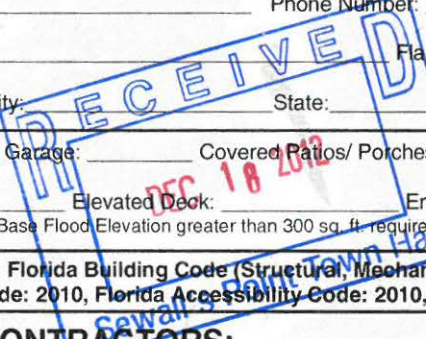 Phone Number:
Fla
ity: State:
RECEIVED
Garage: Covered Patios/ Porches
DEC 18 2012
Elevated Deck: En
Base Flood Elevation greater than 300 sq. ft. require
Florida Building Code (Structural, Mechan
de: 2010, Florida Accessibility Code: 2010,
Sewall's Point Town Ha
ONTRACTORS: